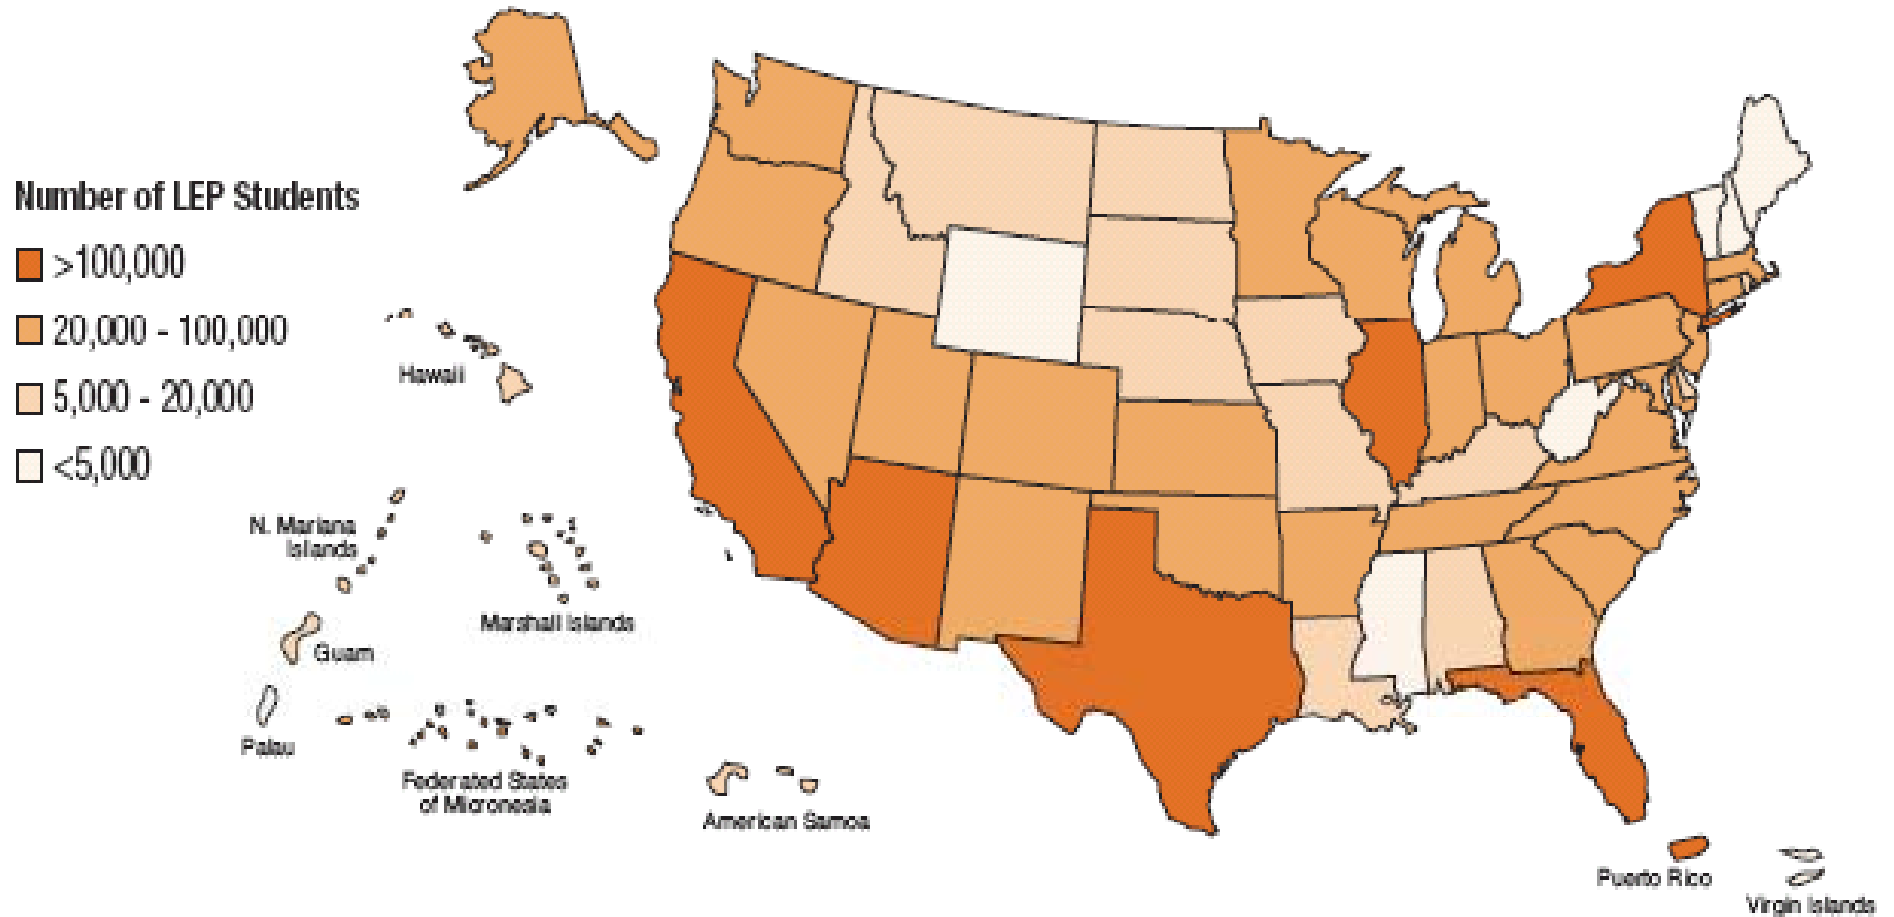 Number of LEP Students
>100,000
20,000 - 100,000
5,000 - 20,000
<5,000
Hawaii
N. Mariana
Islands
Marshall Islands
Guam
Palau
Federated States
of Micronesia
American Samoa
Puerto Rico
Virgin Islands